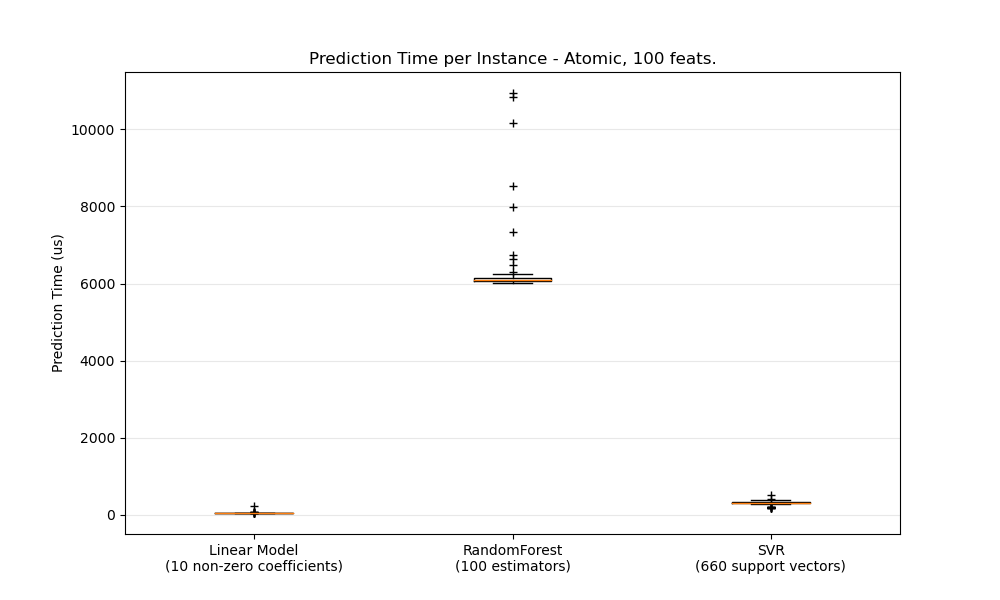 Prediction Time per Instance - Atomic, 100 feats.
Prediction Time (us)
10000
8000
6000
4000
2000
0
Linear Model
(10 non-zero coefficients)
RandomForest
(100 estimators)
SVR
(660 support vectors)